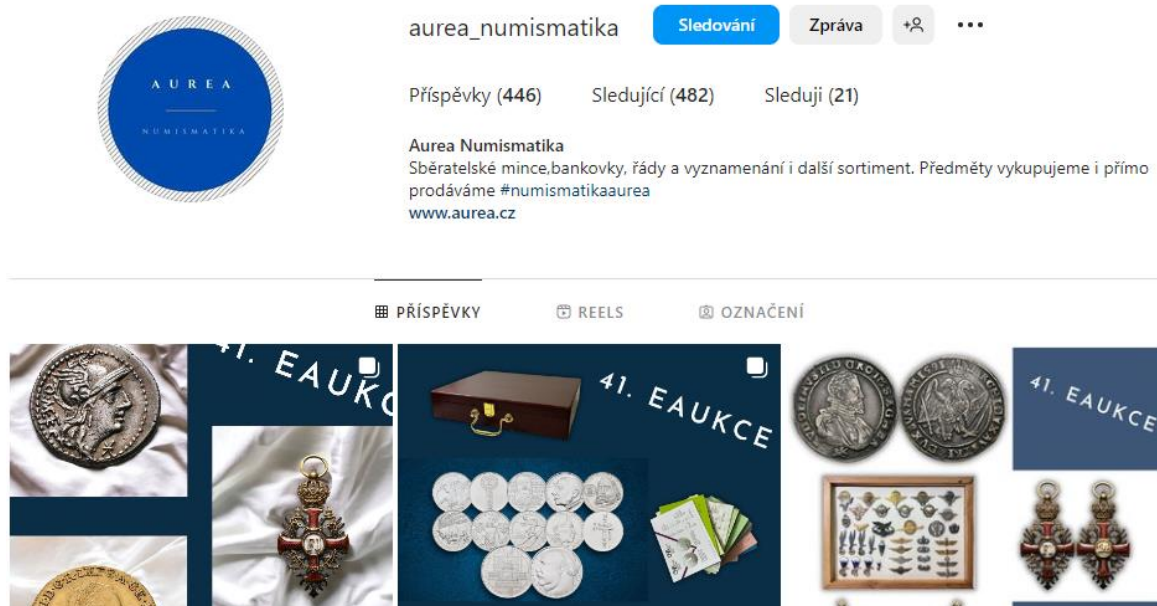 aurea_numismatika
Sledování
Zpráva
AUREA
NUMISMATIKA
Příspěvky (446)
Sledující (482)
Sleduji (21)
Aurea Numismatika
Sběratelské mince,bankovky, řády a vyznamenání i další sortiment. Předměty vykupujeme i přímo
prodáváme #numismatikaaurea
www.aurea.cz
PŘÍSPĚVKY
REELS
OZNAČENÍ
41. EAUKC
41. EAUKCE
41. EAUKCE